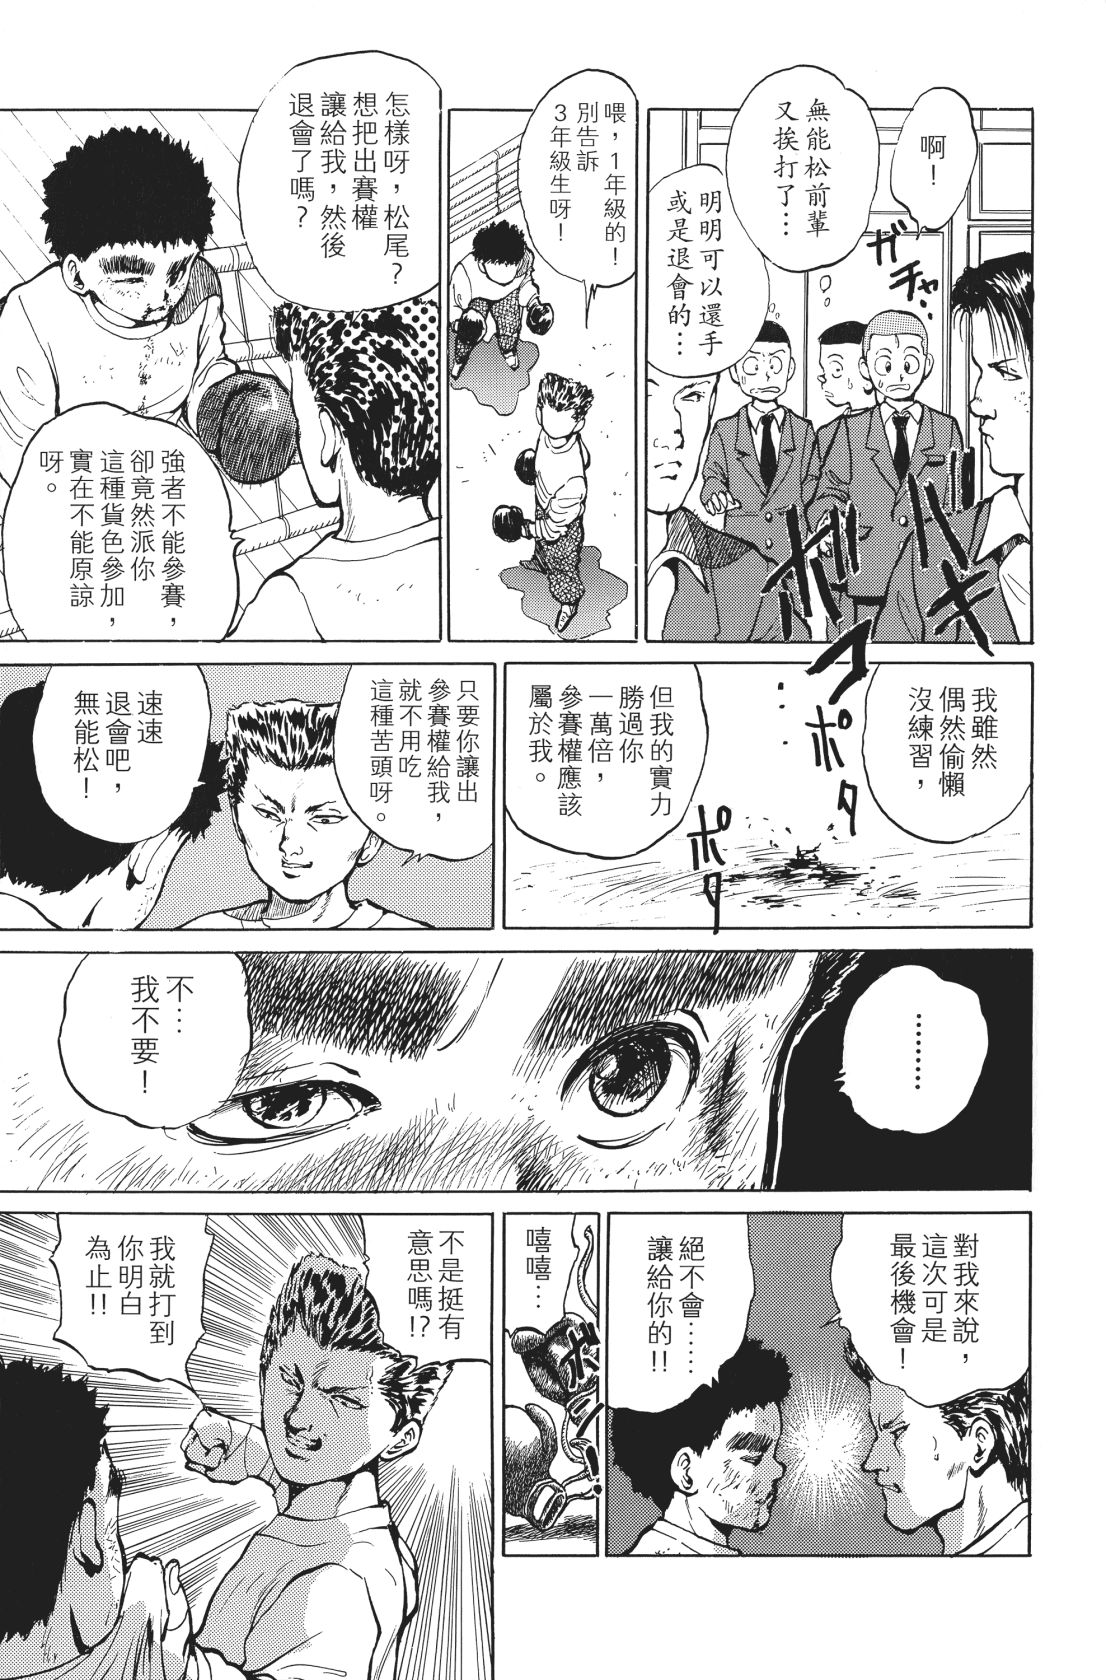 啊！
ガチャ
無能松前輩
又挨打了…
明明可以還手
或是退會的…
ボソ
喂，1年級的！
別告訴
3年級生呀！
怎樣呀，松尾？
想把出賽權
讓給我，然後
退會了嗎？
強者不能參賽，
卻竟然派你
這種貨色參加，
實在不能原諒
呀。
我雖然
偶然偷懶
沒練習，
ポタ
ポタ
但我的實力
勝過你
一萬倍，
參賽權應該
屬於我。
只要你讓出
參賽權給我，
就不用吃
這種苦頭呀。
速速
退會吧，
無能松！
………
不…
我不要！
對我來說，
這次可是
最後機會！
絕不會……
讓給你的!!
嘻嘻…
不是挺有
意思嗎!?
我就打到
你明白
為止!!